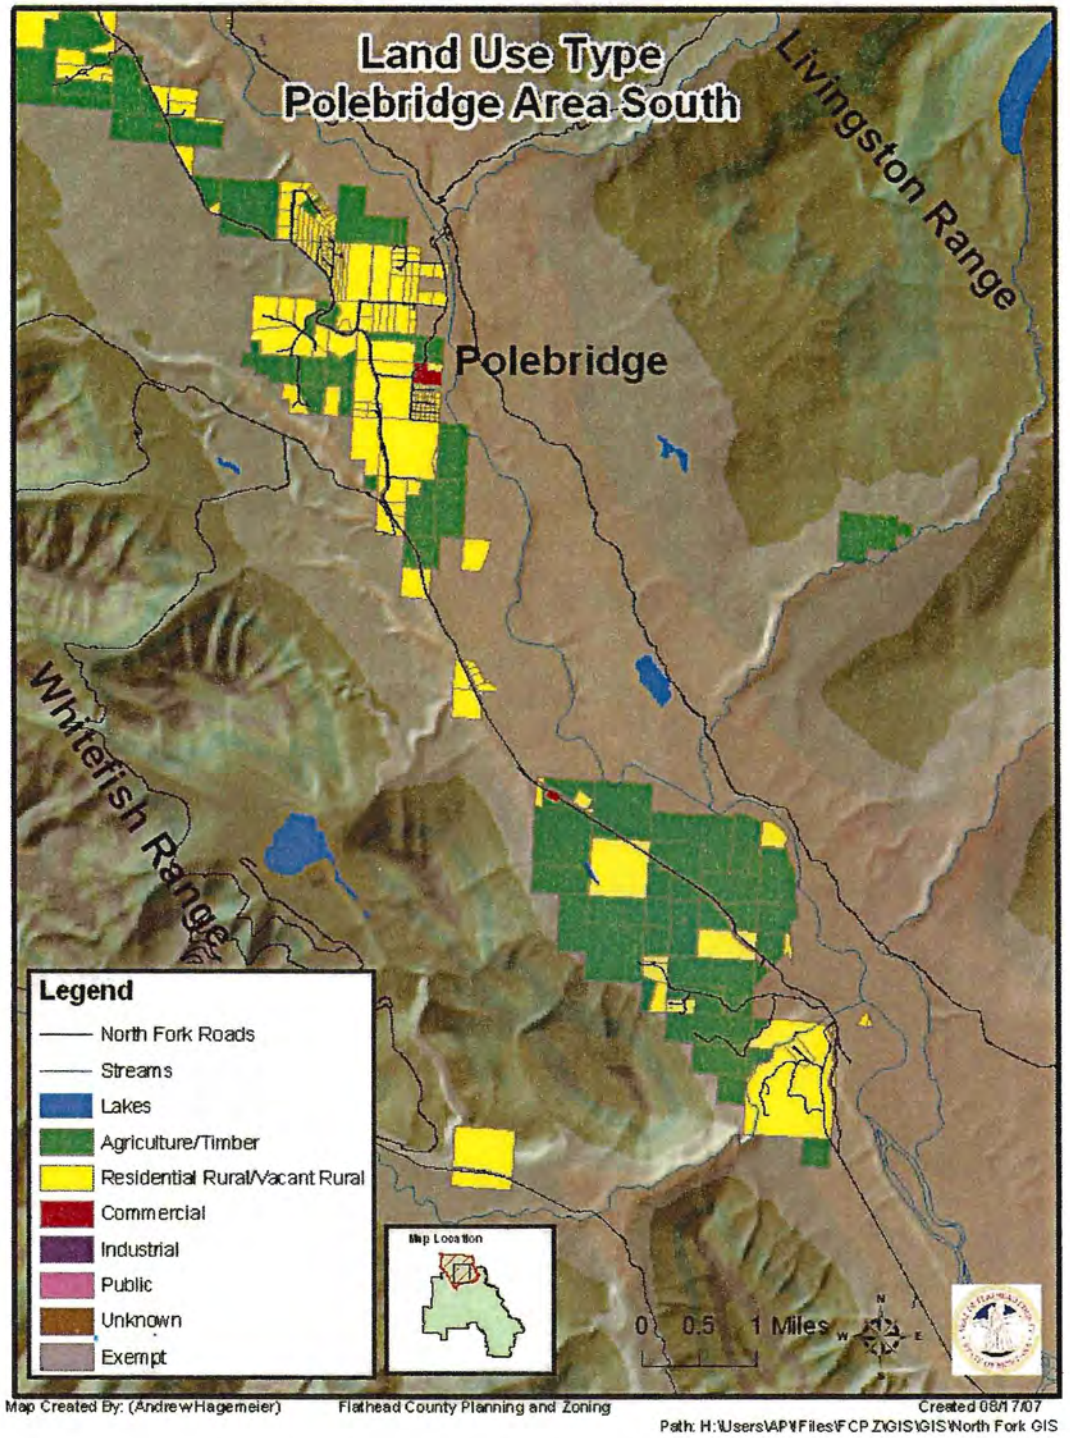 Land Use Type
Polebridge Area South
Livingston Range
Polebridge
Whitefish Range
Legend
North Fork Roads
Streams
Lakes
Agriculture/Timber
Residential Rural/Vacant Rural
Commercial
Industrial
Public
Unknown
Exempt
Map Location
0 0.5 1 Miles
N
W E
S
Map Created By: (Andrew Hagemeier) Flathead County Planning and Zoning Created 08/17/07
Path: H:\Users\APW\Files\FCPZ\GIS\GIS\North Fork GIS